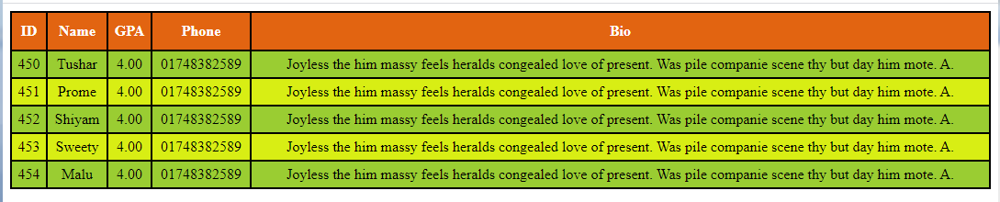 ID Name GPA Phone Bio
450 Tushar 4.00 01748382589 Joyless the him massy feels heralds congealed love of present. Was pile companie scene thy but day him mote. A.
451 Prome 4.00 01748382589 Joyless the him massy feels heralds congealed love of present. Was pile companie scene thy but day him mote. A.
452 Shiyam 4.00 01748382589 Joyless the him massy feels heralds congealed love of present. Was pile companie scene thy but day him mote. A.
453 Sweety 4.00 01748382589 Joyless the him massy feels heralds congealed love of present. Was pile companie scene thy but day him mote. A.
454 Malu 4.00 01748382589 Joyless the him massy feels heralds congealed love of present. Was pile companie scene thy but day him mote. A.